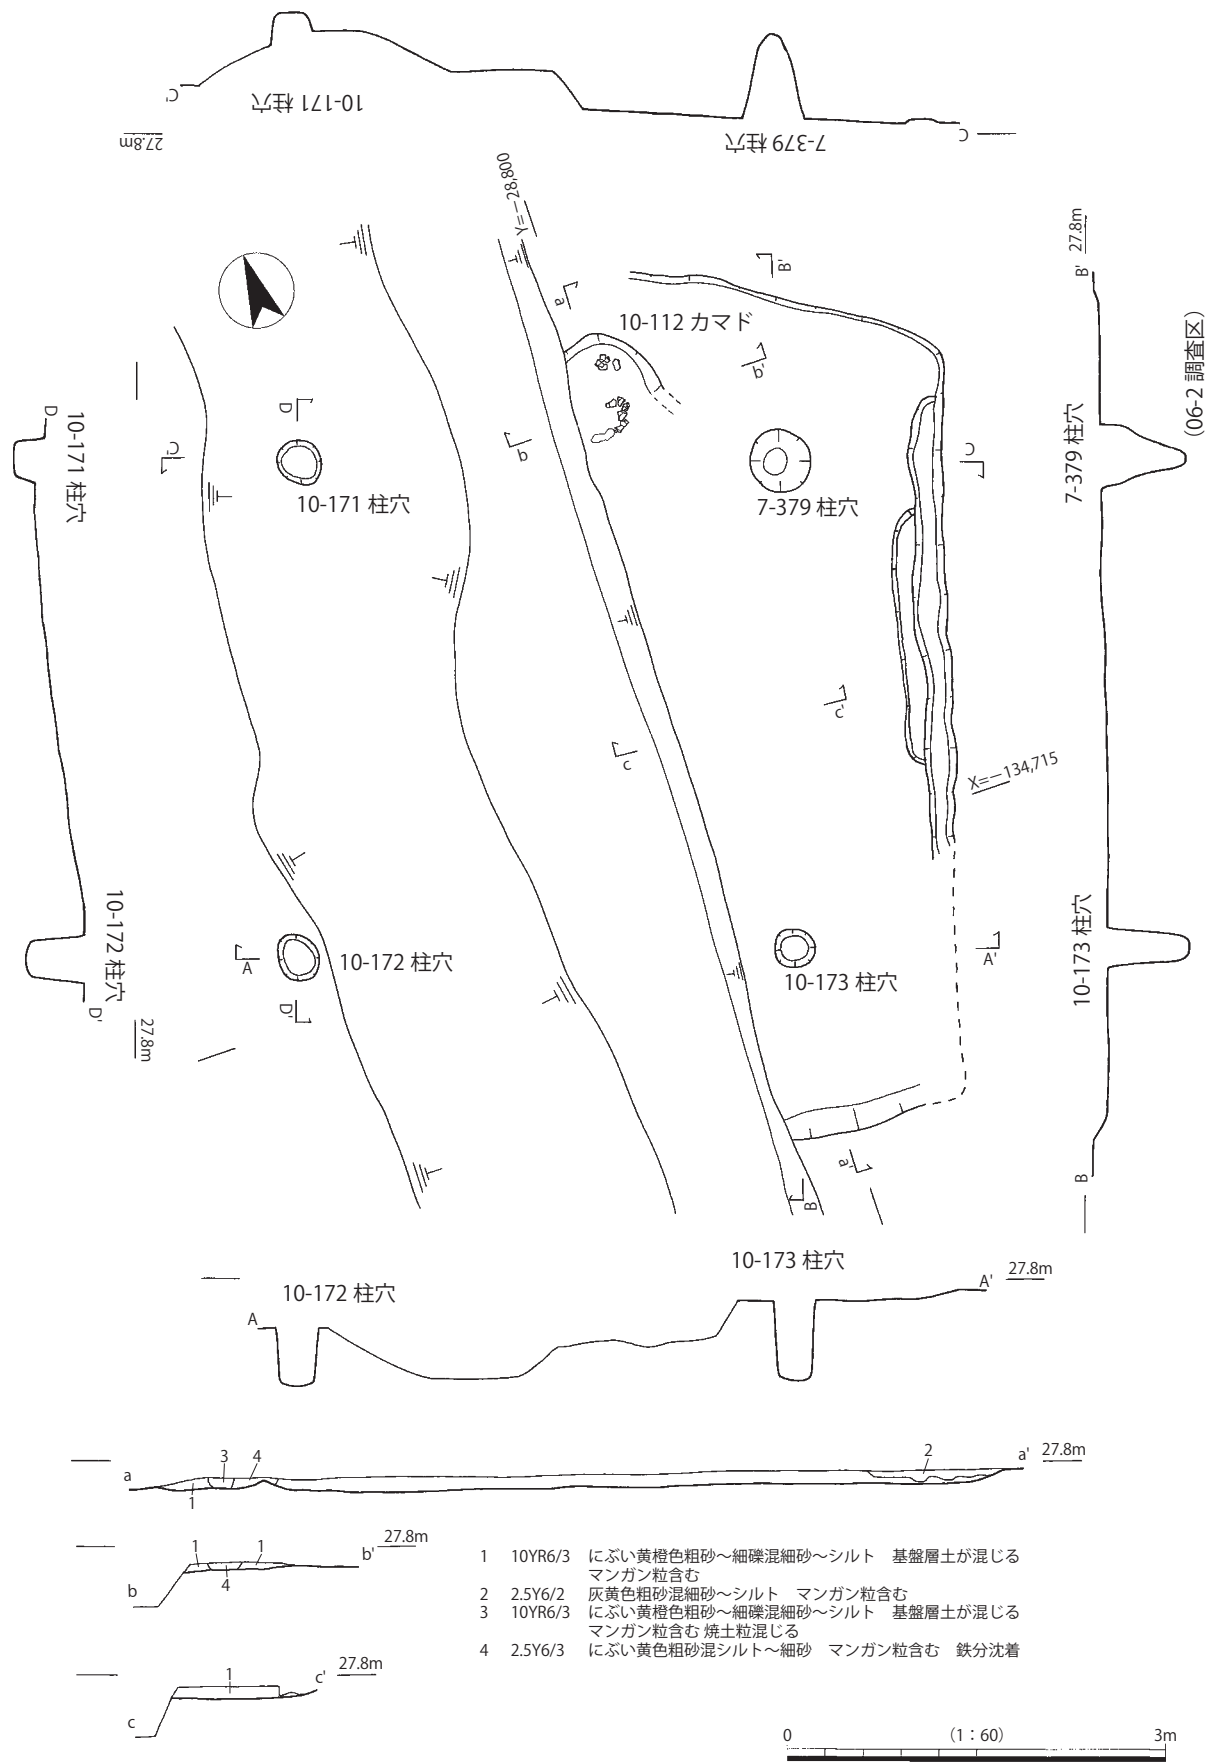 C'
10-171 柱穴
27.8m
7-379 柱穴
C
Y=－28,800
B'
27.8m
B'
a
10-112 カマド
b'
(06-2 調査区)
D
D
C'
10-171 柱穴
b
C
10-171 柱穴
7-379 柱穴
7-379 柱穴
c'
c
X=－134,715
10-172 柱穴
10-173 柱穴
A
10-172 柱穴
A'
10-173 柱穴
D'
D'
27.8m
a'
B
B
10-173 柱穴
10-172 柱穴
27.8m
A'
A
a
3
4
2
a'
27.8m
1
1
1
b'
27.8m
b
4
1
c'
27.8m
c
1 10YR6/3 にぶい黄橙色粗砂～細礫混細砂～シルト 基盤層土が混じる
マンガン粒含む
2 2.5Y6/2 灰黄色粗砂混細砂～シルト マンガン粒含む
3 10YR6/3 にぶい黄橙色粗砂～細礫混細砂～シルト 基盤層土が混じる
マンガン粒含む 焼土粒混じる
4 2.5Y6/3 にぶい黄色粗砂混シルト～細砂 マンガン粒含む 鉄分沈着
0 (1：60) 3m